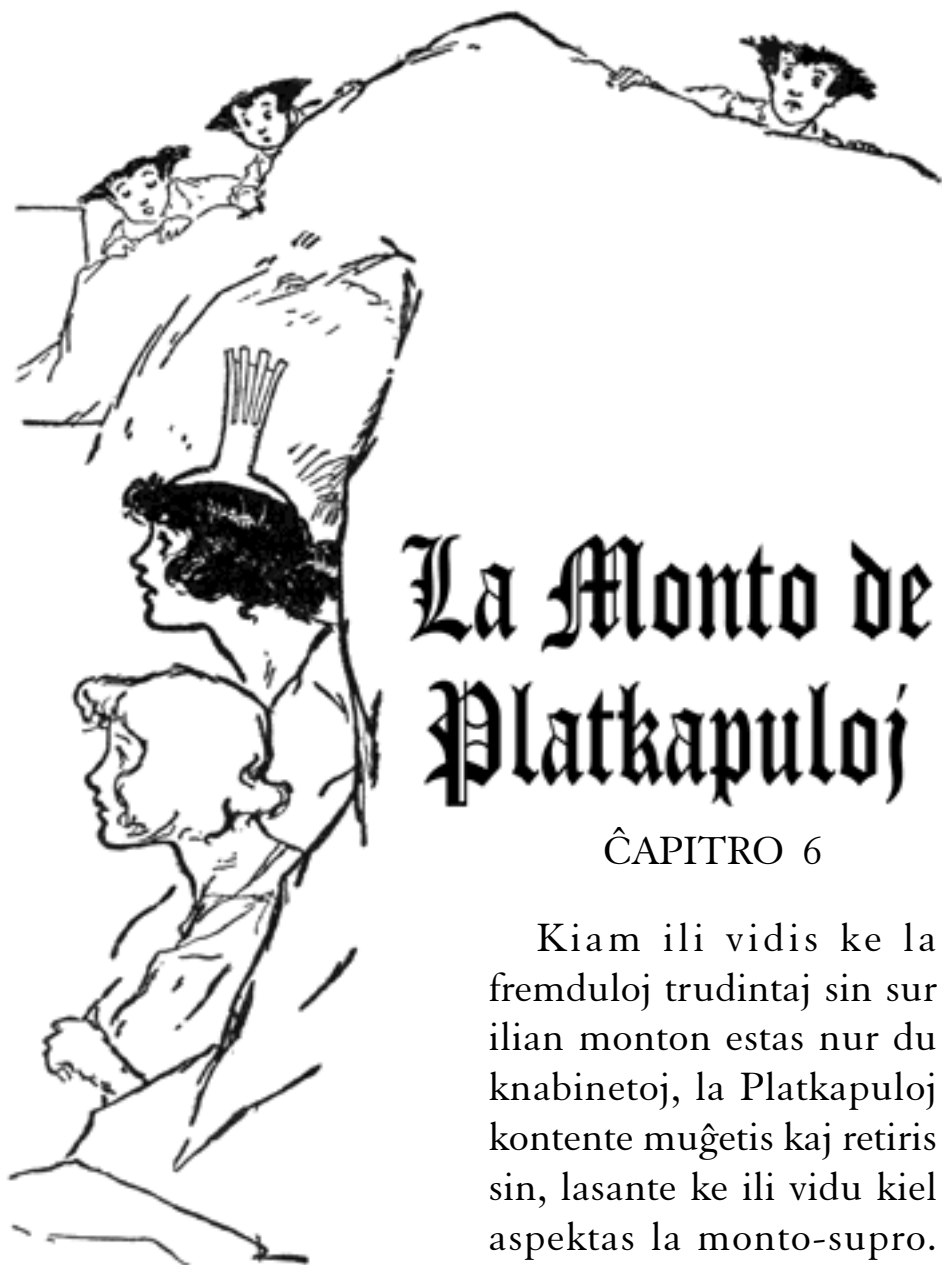 La Monto de
Platkapuloj
ĈAPITRO 6
Kiam ili vidis ke la
fremduloj trudintaj sin sur
ilian monton estas nur du
knabinetoj, la Platkapuloj
kontente muĝetis kaj retiris
sin, lasante ke ili vidu kiel
aspektas la monto-supro.